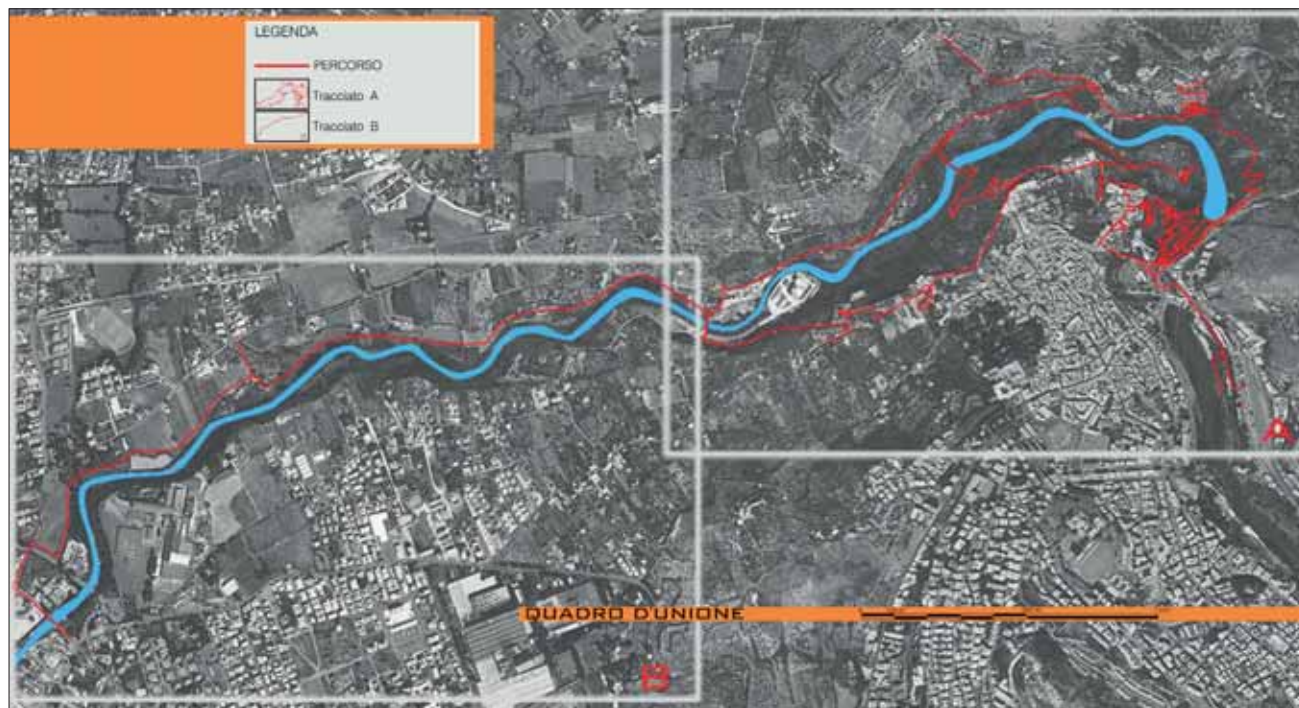 LEGENDA
PERCORSO
Tracciato A
Tracciato B
A
QUADRO D'UNIONE
B